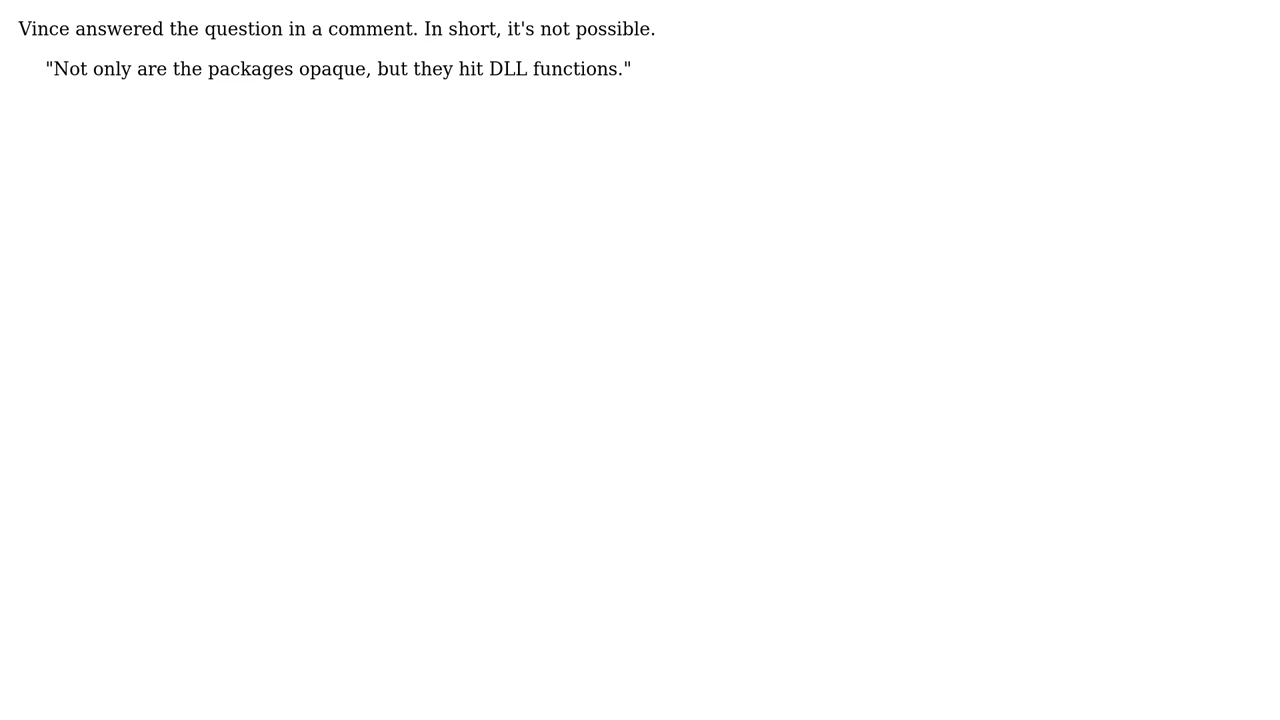 Vince answered the question in a comment. In short, it's not possible.
"Not only are the packages opaque, but they hit DLL functions."